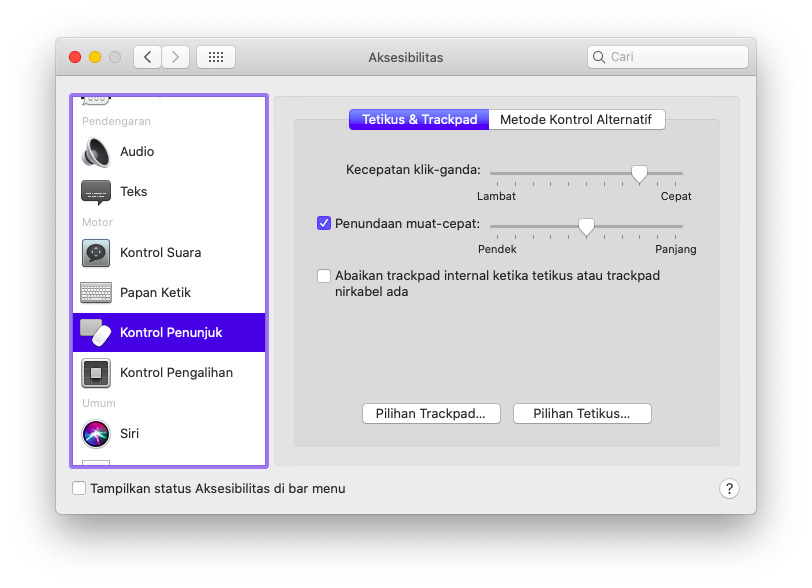 Aksesibilitas
Cari
Pendengaran
Audio
Teks
Motor
Kontrol Suara
Papan Ketik
Kontrol Penunjuk
Kontrol Pengalihan
Umum
Siri
Tetikus & Trackpad
Metode Kontrol Alternatif
Kecepatan klik-ganda:
Lambat
Cepat
Penundaan muat-cepat:
Pendek
Panjang
Abaikan trackpad internal ketika tetikus atau trackpad
nirkabel ada
Pilihan Trackpad...
Pilihan Tetikus...
Tampilkan status Aksesibilitas di bar menu
?